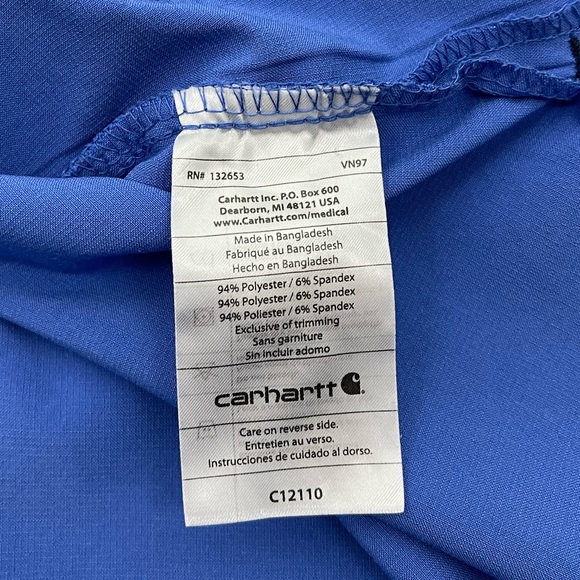 RN# 132653 VN97
Carhartt Inc. P.O. Box 600
Dearborn, MI 48121 USA
www.Carhartt.com/medical
Made in Bangladesh
Fabriqué au Bangladesh
Hecho en Bangladesh
94% Polyester / 6% Spandex
94% Polyester / 6% Spandex
94% Poliester / 6% Spandex
Exclusive of trimming
Sans garniture
Sin incluir adorno
carhartt
Care on reverse side.
Entretien au verso.
Instrucciones de cuidado al dorso.
C12110